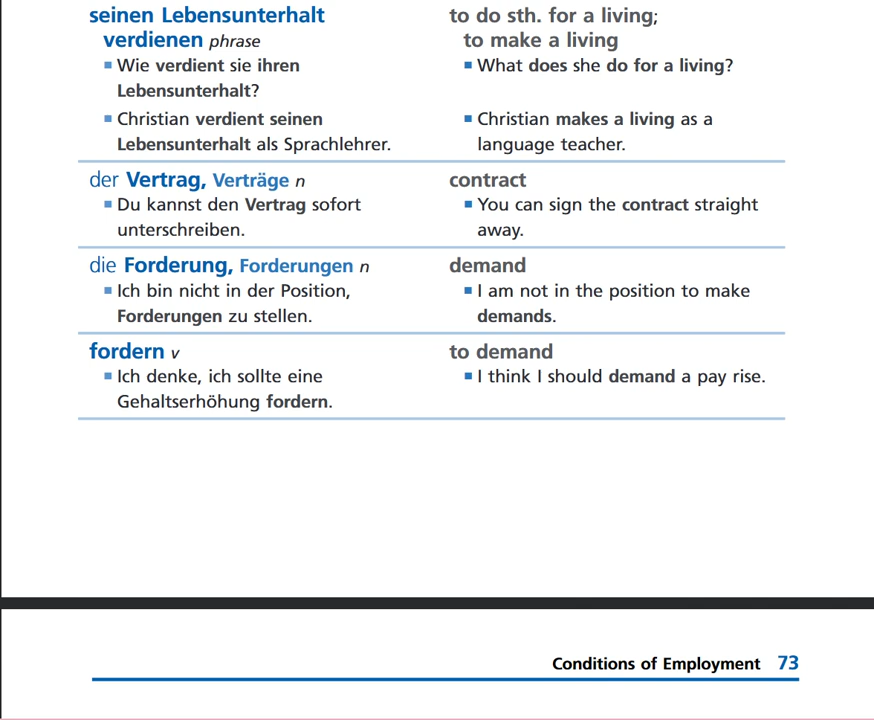 seinen Lebensunterhalt
verdienen phrase
▪ Wie verdient sie ihren
Lebensunterhalt?
▪ Christian verdient seinen
Lebensunterhalt als Sprachlehrer.
to do sth. for a living;
to make a living
▪ What does she do for a living?
▪ Christian makes a living as a
language teacher.
der Vertrag, Verträge n
▪ Du kannst den Vertrag sofort
unterschreiben.
contract
▪ You can sign the contract straight
away.
die Forderung, Forderungen n
▪ Ich bin nicht in der Position,
Forderungen zu stellen.
demand
▪ I am not in the position to make
demands.
fordern v
▪ Ich denke, ich sollte eine
Gehaltserhöhung fordern.
to demand
▪ I think I should demand a pay rise.
Conditions of Employment 73